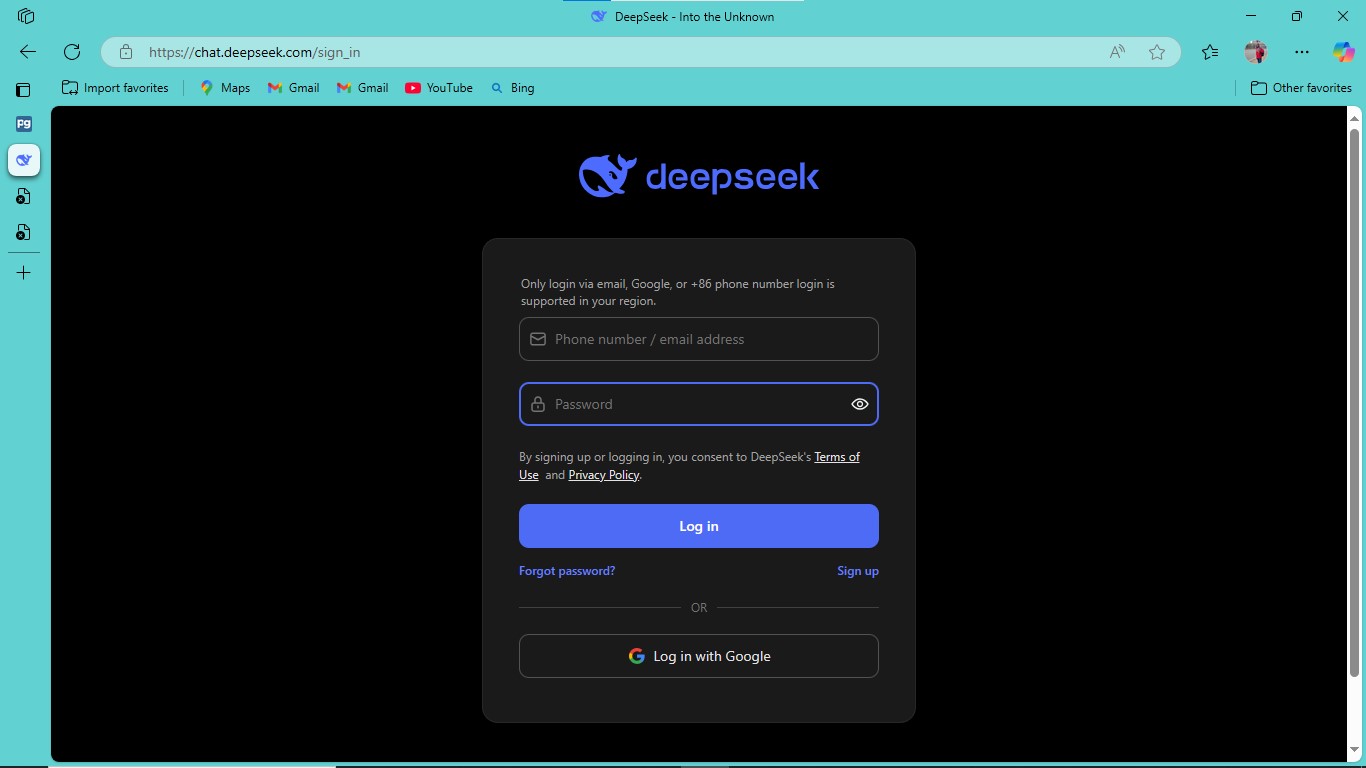 DeepSeek - Into the Unknown
https://chat.deepseek.com/sign_in
Import favorites
Maps
Gmail
Gmail
YouTube
Bing
Other favorites
pg
deepseek
Only login via email, Google, or +86 phone number login is
supported in your region.
Phone number / email address
Password
By signing up or logging in, you consent to DeepSeek's Terms of
Use and Privacy Policy.
Log in
Forgot password?
Sign up
OR
Log in with Google